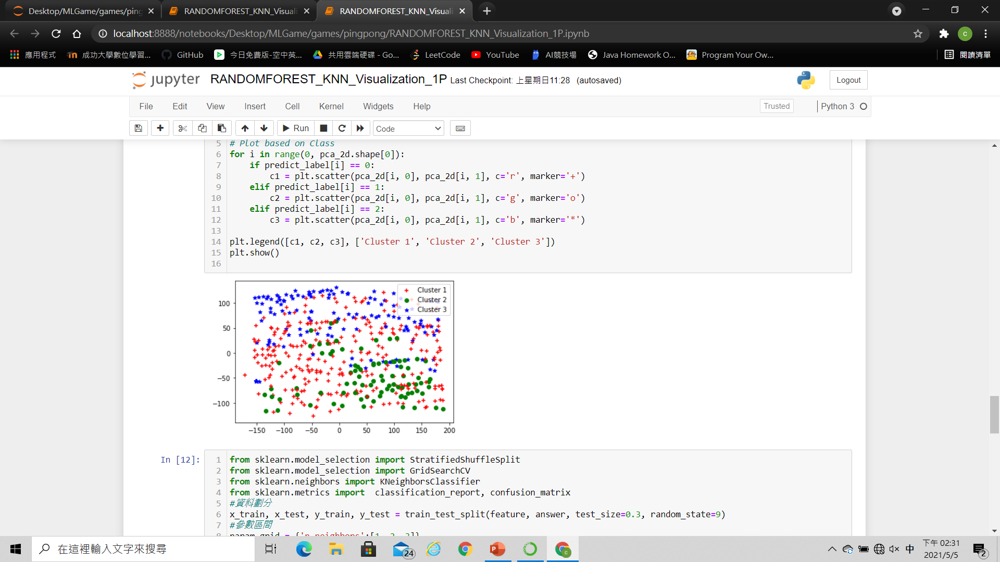 Desktop/MLGame/games/ping
RANDOMFOREST_KNN_Visuali
RANDOMFOREST_KNN_Visuali
localhost:8888/notebooks/Desktop/MLGame/games/pingpong/RANDOMFOREST_KNN_Visualization_1P.ipynb
c
應用程式
成功大學數位學習...
GitHub
今日免費版-空中英...
共用雲端硬碟 - Go...
LeetCode
YouTube
AI競技場
Java Homework O...
Program Your Ow...
閱讀清單
jupyter RANDOMFOREST_KNN_Visualization_1P Last Checkpoint: 上星期日11:28 (autosaved)
Logout
File Edit View Insert Cell Kernel Widgets Help
Trusted
Python 3
Run
Code
5 # Plot based on Class
6 for i in range(0, pca_2d.shape[0]):
7     if predict_label[i] == 0:
8         c1 = plt.scatter(pca_2d[i, 0], pca_2d[i, 1], c='r', marker='+')
9     elif predict_label[i] == 1:
10         c2 = plt.scatter(pca_2d[i, 0], pca_2d[i, 1], c='g', marker='o')
11     elif predict_label[i] == 2:
12         c3 = plt.scatter(pca_2d[i, 0], pca_2d[i, 1], c='b', marker='*')
13
14 plt.legend([c1, c2, c3], ['Cluster 1', 'Cluster 2', 'Cluster 3'])
15 plt.show()
16
Cluster 1
Cluster 2
Cluster 3
100
50
0
−50
−100
−150 −100 −50 0 50 100 150 200
In [12]:
1 from sklearn.model_selection import StratifiedShuffleSplit
2 from sklearn.model_selection import GridSearchCV
3 from sklearn.neighbors import KNeighborsClassifier
4 from sklearn.metrics import  classification_report, confusion_matrix
5 #資料劃分
6 x_train, x_test, y_train, y_test = train_test_split(feature, answer, test_size=0.3, random_state=9)
7 #參數區間
8 param_grid = {'n_neighbors':[1, 2, 3]}
在這裡輸入文字來搜尋
24
中
下午 02:31
2021/5/5
2